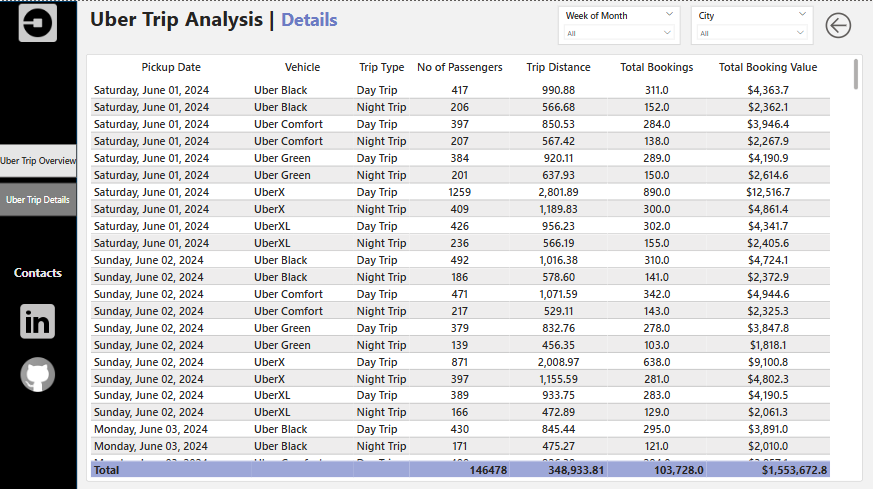 Uber Trip Analysis | Details
Week of Month
All
City
All
Uber Trip Overview
Uber Trip Details
Contacts
in
Pickup Date Vehicle Trip Type No of Passengers Trip Distance Total Bookings Total Booking Value
Saturday, June 01, 2024 Uber Black Day Trip 417 990.88 311.0 $4,363.7
Saturday, June 01, 2024 Uber Black Night Trip 206 566.68 152.0 $2,362.1
Saturday, June 01, 2024 Uber Comfort Day Trip 397 850.53 284.0 $3,946.4
Saturday, June 01, 2024 Uber Comfort Night Trip 207 567.42 138.0 $2,267.9
Saturday, June 01, 2024 Uber Green Day Trip 384 920.11 289.0 $4,190.9
Saturday, June 01, 2024 Uber Green Night Trip 201 637.93 150.0 $2,614.6
Saturday, June 01, 2024 UberX Day Trip 1259 2,801.89 890.0 $12,516.7
Saturday, June 01, 2024 UberX Night Trip 409 1,189.83 300.0 $4,861.4
Saturday, June 01, 2024 UberXL Day Trip 426 956.23 302.0 $4,341.7
Saturday, June 01, 2024 UberXL Night Trip 236 566.19 155.0 $2,405.6
Sunday, June 02, 2024 Uber Black Day Trip 492 1,016.38 310.0 $4,724.1
Sunday, June 02, 2024 Uber Black Night Trip 186 578.60 141.0 $2,372.9
Sunday, June 02, 2024 Uber Comfort Day Trip 471 1,071.59 342.0 $4,944.6
Sunday, June 02, 2024 Uber Comfort Night Trip 217 529.11 143.0 $2,325.3
Sunday, June 02, 2024 Uber Green Day Trip 379 832.76 278.0 $3,847.8
Sunday, June 02, 2024 Uber Green Night Trip 139 456.35 103.0 $1,818.1
Sunday, June 02, 2024 UberX Day Trip 871 2,008.97 638.0 $9,100.8
Sunday, June 02, 2024 UberX Night Trip 397 1,155.59 281.0 $4,802.3
Sunday, June 02, 2024 UberXL Day Trip 389 933.75 283.0 $4,190.5
Sunday, June 02, 2024 UberXL Night Trip 166 472.89 129.0 $2,061.3
Monday, June 03, 2024 Uber Black Day Trip 430 845.44 295.0 $3,891.0
Monday, June 03, 2024 Uber Black Night Trip 171 475.27 121.0 $2,010.0
Total 146478 348,933.81 103,728.0 $1,553,672.8